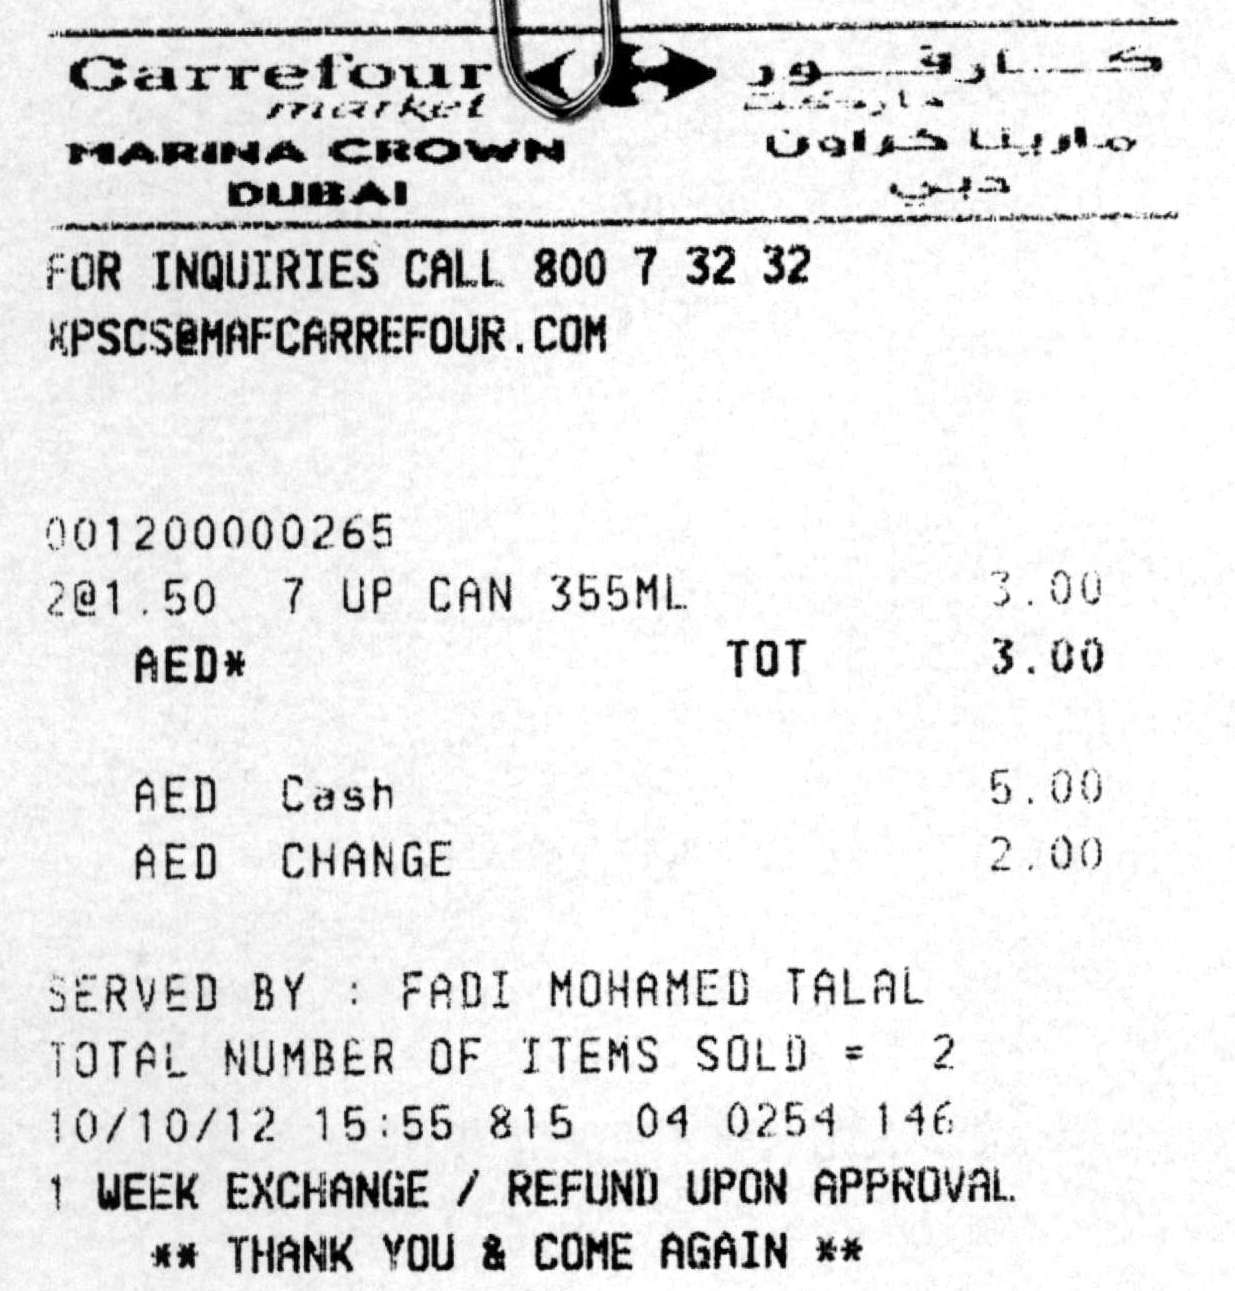 Carrefour كارفور
market ماركت
MARINA CROWN مارينا كراون
DUBAI دبي
FOR INQUIRIES CALL 800 7 32 32
XPSCS@MAFCARREFOUR.COM
001200000265
2@1.50 7 UP CAN 355ML 3.00
AED* TOT 3.00
AED Cash 5.00
AED CHANGE 2.00
SERVED BY : FADI MOHAMED TALAL
TOTAL NUMBER OF ITEMS SOLD = 2
10/10/12 15:55 815 04 0254 146
1 WEEK EXCHANGE / REFUND UPON APPROVAL
** THANK YOU & COME AGAIN **